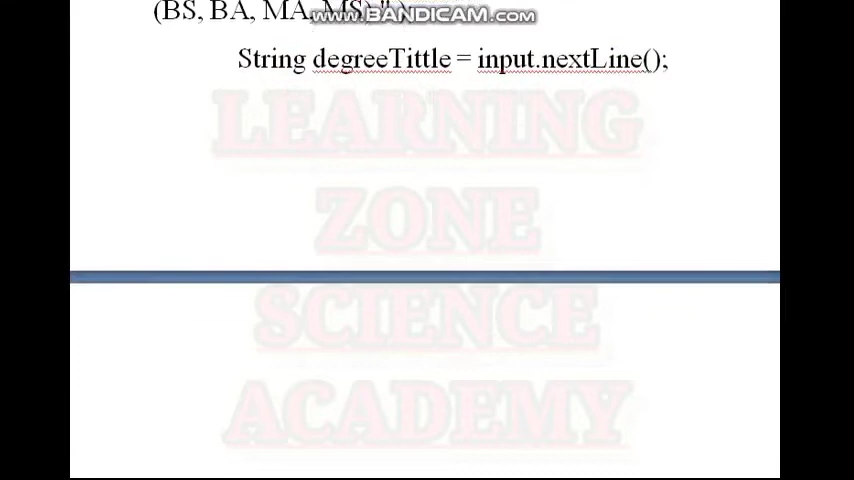 (BS, BA, MA, MS) ");
www.BANDICAM.com
String degreeTittle = input.nextLine();
LEARNING
ZONE
SCIENCE
ACADEMY